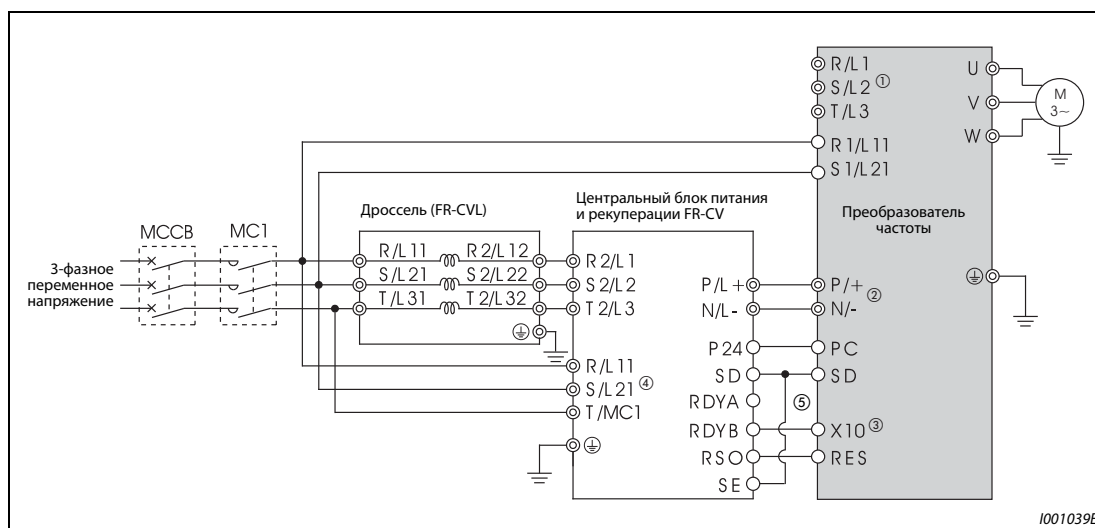 MCCB
MC1
3-фазное
переменное
напряжение
Дроссель (FR-CVL)
R/L11
R2/L12
S/L21
S2/L22
T/L31
T2/L32
Центральный блок питания
и рекуперации FR-CV
R2/L1
S2/L2
T2/L3
R/L11
S/L21 ④
T/MC1
P/L+
N/L-
P24
SD
RDYA
RDYB
RSO
SE
⑤
R/L1
S/L2 ①
T/L3
R1/L11
S1/L21
Преобразователь
частоты
P/+
②
N/-
PC
SD
X10 ③
RES
U
V
W
M
3~
I001039E